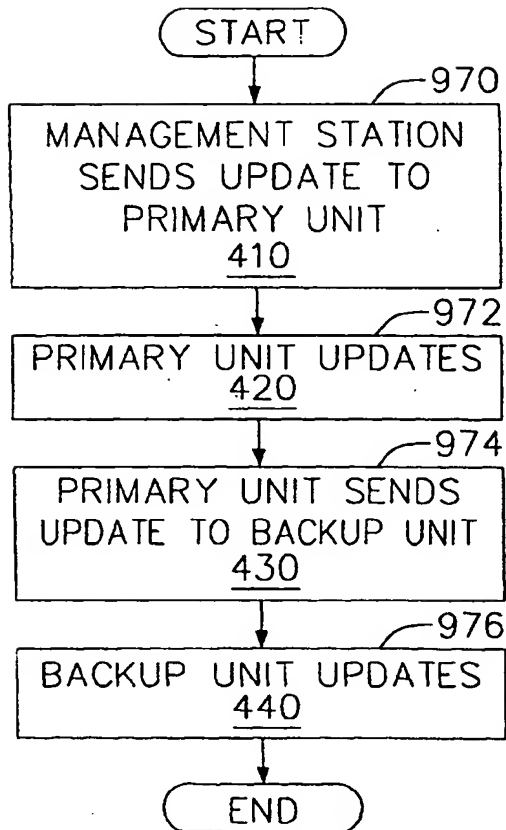 START
970
MANAGEMENT STATION
SENDS UPDATE TO
PRIMARY UNIT
410
972
PRIMARY UNIT UPDATES
420
974
PRIMARY UNIT SENDS
UPDATE TO BACKUP UNIT
430
976
BACKUP UNIT UPDATES
440
END